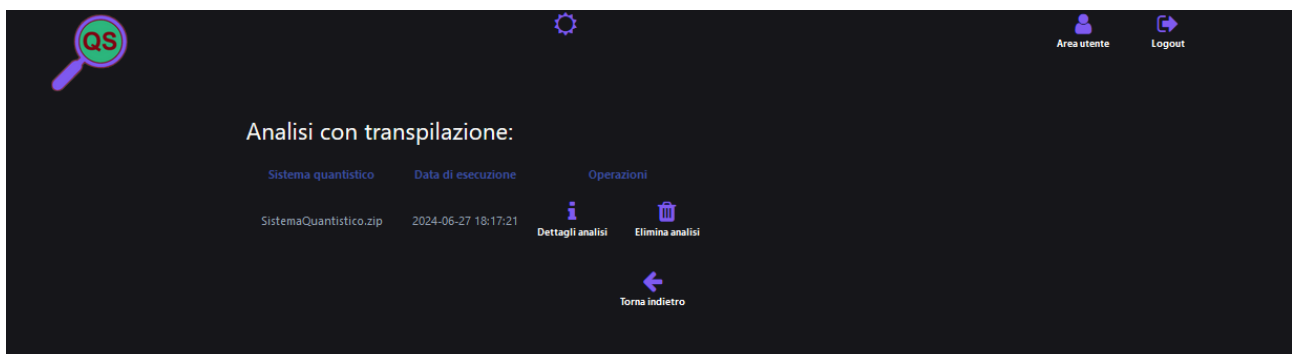 QS
Area utente
Logout
Analisi con transpilazione:
Sistema quantistico Data di esecuzione Operazioni
SistemaQuantistico.zip 2024-06-27 18:17:21 Dettagli analisi Elimina analisi
Torna indietro